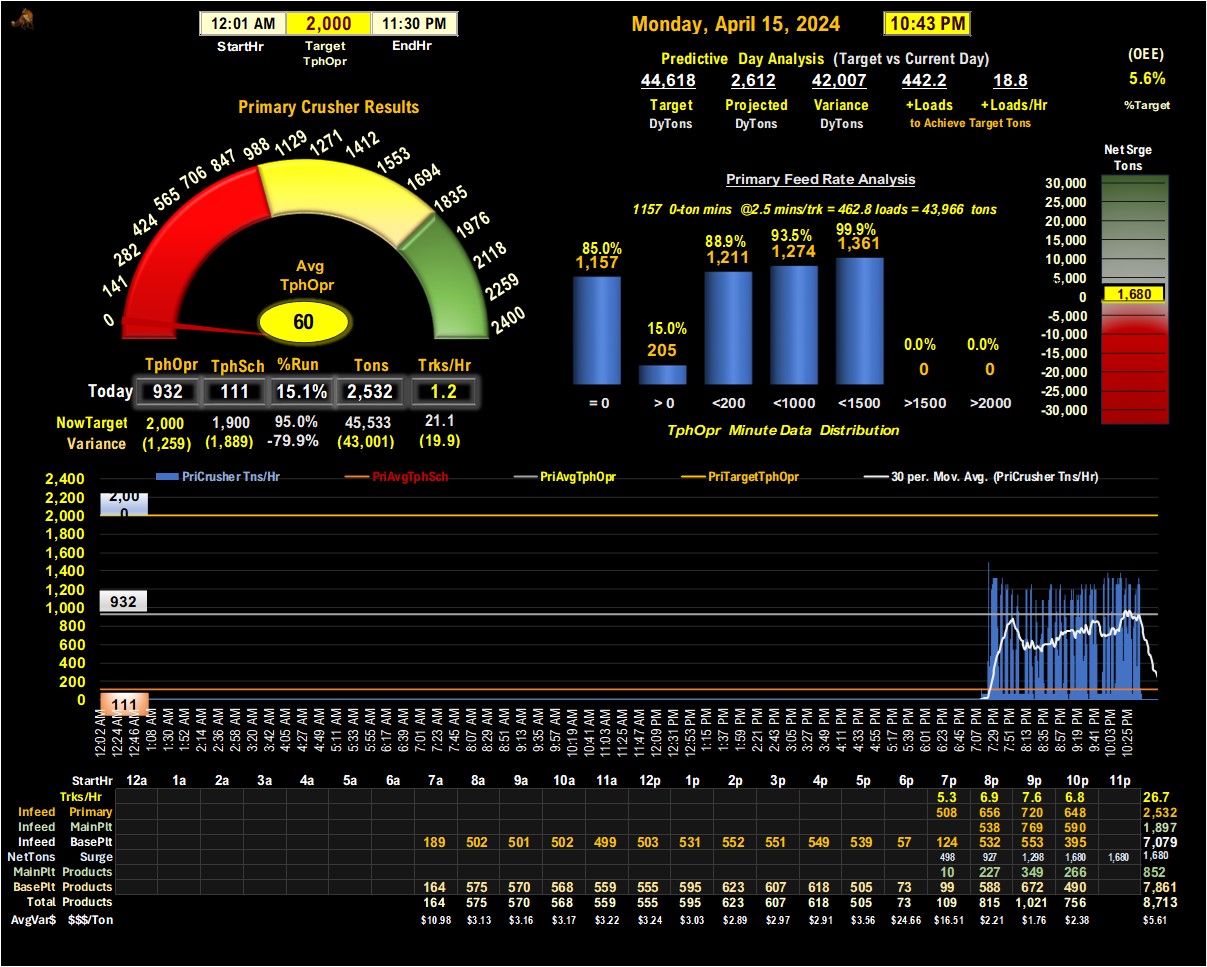 12:01 AM 2,000 11:30 PM
StartHr Target TphOpr EndHr
Monday, April 15, 2024 10:43 PM
Predictive Day Analysis (Target vs Current Day)
44,618 2,612 42,007 442.2 18.8
Target Projected Variance +Loads +Loads/Hr
DyTons DyTons DyTons to Achieve Target Tons
(OEE)
5.6%
%Target
Primary Crusher Results
0 141 282 424 565 706 847 988 1129 1271 1412 1553 1694 1835 1976 2118 2259 2400
Avg
TphOpr
60
TphOpr TphSch %Run Tons Trks/Hr
Today 932 111 15.1% 2,532 1.2
NowTarget 2,000 1,900 95.0% 45,533 21.1
Variance (1,259) (1,889) -79.9% (43,001) (19.9)
Primary Feed Rate Analysis
1157 0-ton mins @2.5 mins/trk = 462.8 loads = 43,966 tons
85.0% 15.0% 88.9% 93.5% 99.9% 0.0% 0.0%
1,157 205 1,211 1,274 1,361 0 0
= 0 > 0 <200 <1000 <1500 >1500 >2000
TphOpr Minute Data Distribution
Net Srge
Tons
30,000
25,000
20,000
15,000
10,000
5,000
0
1,680
-5,000
-10,000
-15,000
-20,000
-25,000
-30,000
PriCrusher Tns/Hr PriAvgTphSch PriAvgTphOpr PriTargetTphOpr 30 per. Mov. Avg. (PriCrusher Tns/Hr)
2,400
2,200
2,000
1,800
1,600
1,400
1,200
1,000
800
600
400
200
0
2,00
0
932
111
12:02 AM 12:24 AM 12:46 AM 1:08 AM 1:30 AM 1:52 AM 2:14 AM 2:36 AM 2:58 AM 3:20 AM 3:42 AM 4:05 AM 4:27 AM 4:49 AM 5:11 AM 5:33 AM 5:55 AM 6:17 AM 6:39 AM 7:01 AM 7:23 AM 7:45 AM 8:07 AM 8:29 AM 8:51 AM 9:13 AM 9:35 AM 9:57 AM 10:19 AM 10:41 AM 11:03 AM 11:25 AM 11:47 AM 12:09 PM 12:31 PM 12:53 PM 1:15 PM 1:37 PM 1:59 PM 2:21 PM 2:43 PM 3:05 PM 3:27 PM 3:49 PM 4:11 PM 4:33 PM 4:55 PM 5:17 PM 5:39 PM 6:01 PM 6:23 PM 6:45 PM 7:07 PM 7:29 PM 7:51 PM 8:13 PM 8:35 PM 8:57 PM 9:19 PM 9:41 PM 10:03 PM 10:25 PM
StartHr 12a 1a 2a 3a 4a 5a 6a 7a 8a 9a 10a 11a 12p 1p 2p 3p 4p 5p 6p 7p 8p 9p 10p 11p
Trks/Hr 5.3 6.9 7.6 6.8 26.7
Infeed Primary 508 656 720 648 2,532
Infeed MainPlt 538 769 590 1,897
Infeed BasePlt 189 502 501 502 499 503 531 552 551 549 539 57 124 532 553 395 7,079
NetTons Surge 498 927 1,298 1,680 1,680 1,680
MainPlt Products 10 227 349 266 852
BasePlt Products 164 575 570 568 559 555 595 623 607 618 505 73 99 588 672 490 7,861
Total Products 164 575 570 568 559 555 595 623 607 618 505 73 109 815 1,021 756 8,713
AvgVar$ $$$/Ton $10.98 $3.13 $3.16 $3.17 $3.22 $3.24 $3.03 $2.89 $2.97 $2.91 $3.56 $24.66 $16.51 $2.21 $1.76 $2.38 $5.61